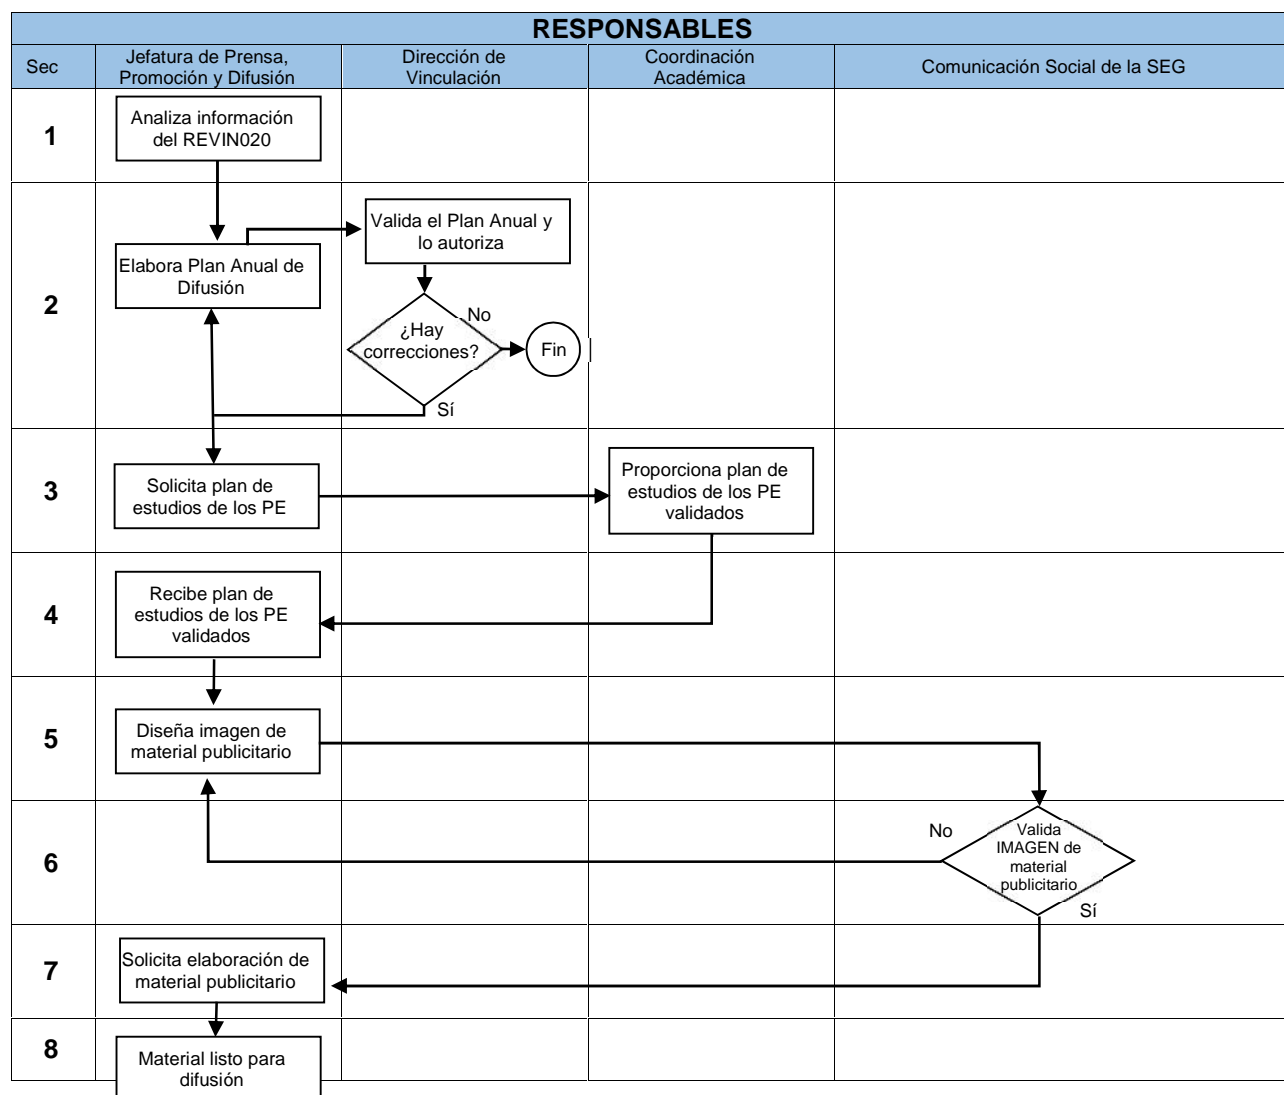 RESPONSABLES
Sec
Jefatura de Prensa,
Promoción y Difusión
Dirección de
Vinculación
Coordinación
Académica
Comunicación Social de la SEG
1
Analiza información
del REVIN020
2
Elabora Plan Anual de
Difusión
Valida el Plan Anual y
lo autoriza
¿Hay
correcciones?
No
Fin
Sí
3
Solicita plan de
estudios de los PE
Proporciona plan de
estudios de los PE
validados
4
Recibe plan de
estudios de los PE
validados
5
Diseña imagen de
material publicitario
6
No
Valida
IMAGEN de
material
publicitario
Sí
7
Solicita elaboración de
material publicitario
8
Material listo para
difusión